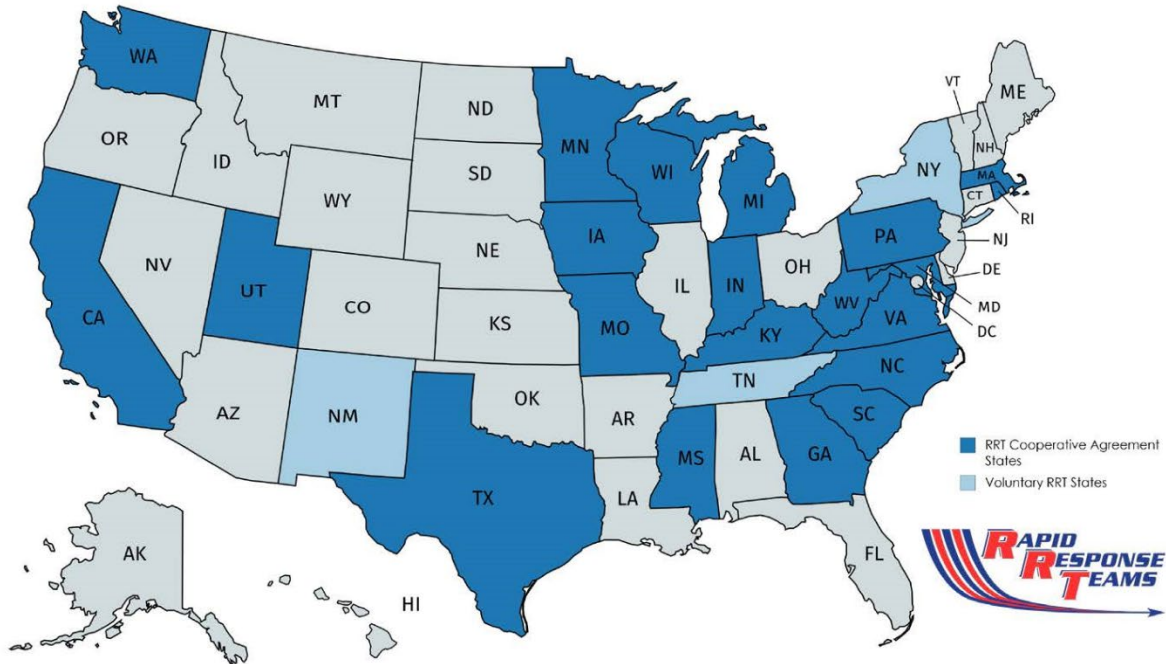 WA
MT
ND
MN
VT
ME
OR
ID
SD
WI
NY
NH
MA
WY
MI
CT
RI
IA
PA
NE
NJ
NV
OH
DE
UT
IL
IN
MD
CA
CO
WV
VA
DC
KS
MO
KY
NC
TN
OK
AZ
NM
AR
SC
MS
AL
GA
RRT Cooperative Agreement
States
Voluntary RRT States
TX
LA
FL
AK
HI
RAPID
RESPONSE
TEAMS